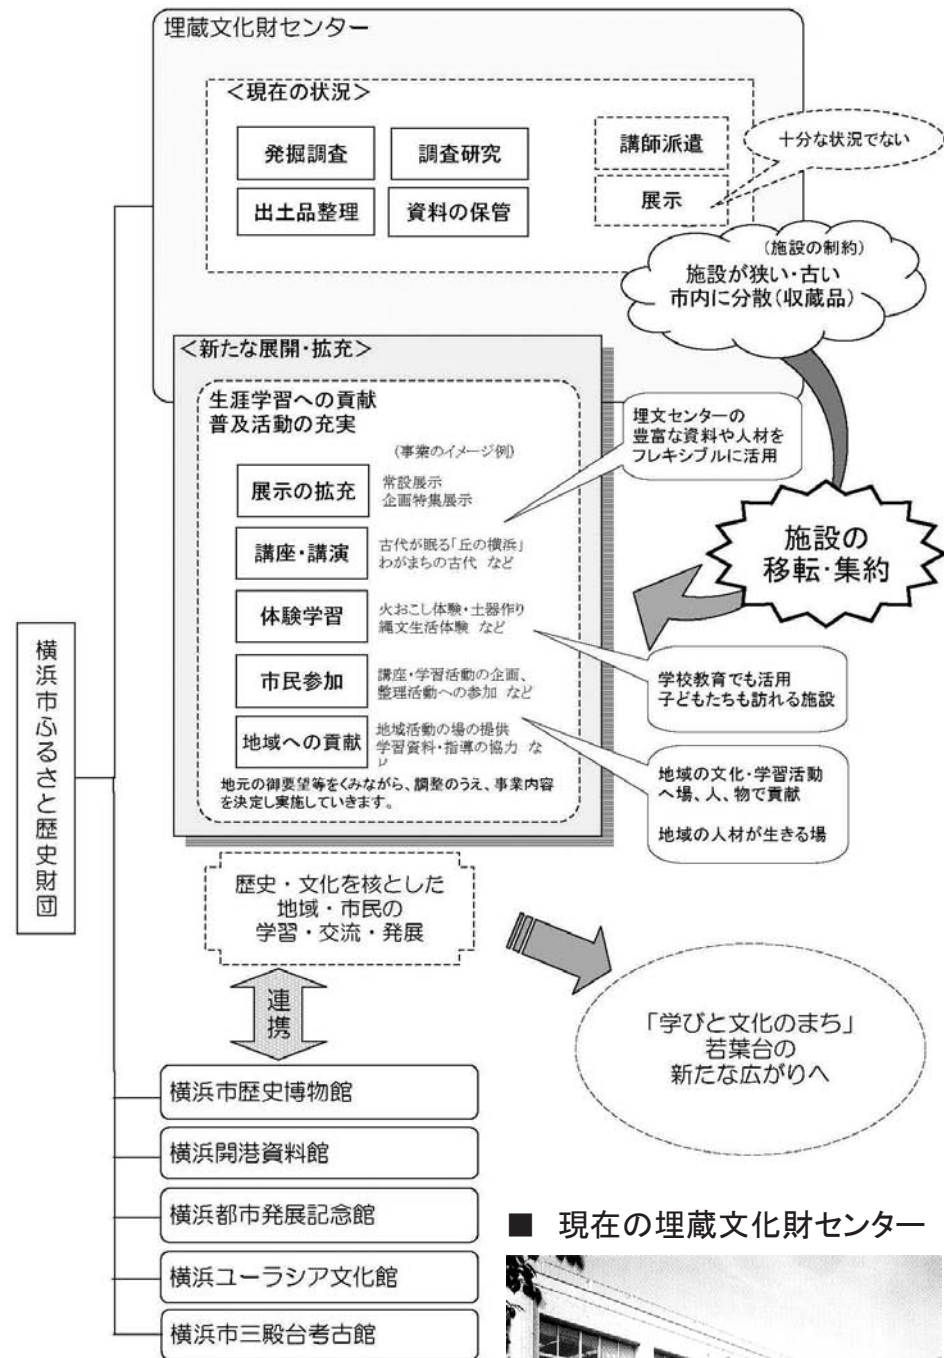 埋蔵文化財センター
<現在の状況>
発掘調査
調査研究
講師派遣
十分な状況でない
出土品整理
資料の保管
展示
(施設の制約)
施設が狭い・古い
市内に分散(収蔵品)
<新たな展開・拡充>
生涯学習への貢献
普及活動の充実
(事業のイメージ例)
展示の拡充
常設展示
企画特集展示
講座・講演
古代が眠る「丘の横浜」
わがまちの古代 など
体験学習
火おこし体験・土器作り
縄文生活体験 など
市民参加
講座・学習活動の企画、
整理活動への参加 など
地域への貢献
地域活動の場の提供
学習資料・指導の協力 な
ど
地元の御要望等をくみながら、調整のうえ、事業内容
を決定し実施していきます。
埋文センターの
豊富な資料や人材を
フレキシブルに活用
施設の
移転・集約
学校教育でも活用
子どもたちも訪れる施設
地域の文化・学習活動
へ場、人、物で貢献
地域の人材が生きる場
横浜市ふるさと歴史財団
歴史・文化を核とした
地域・市民の
学習・交流・発展
連携
「学びと文化のまち」
若葉台の
新たな広がりへ
横浜市歴史博物館
横浜開港資料館
横浜都市発展記念館
横浜ユーラシア文化館
横浜市三殿台考古館
■ 現在の埋蔵文化財センター